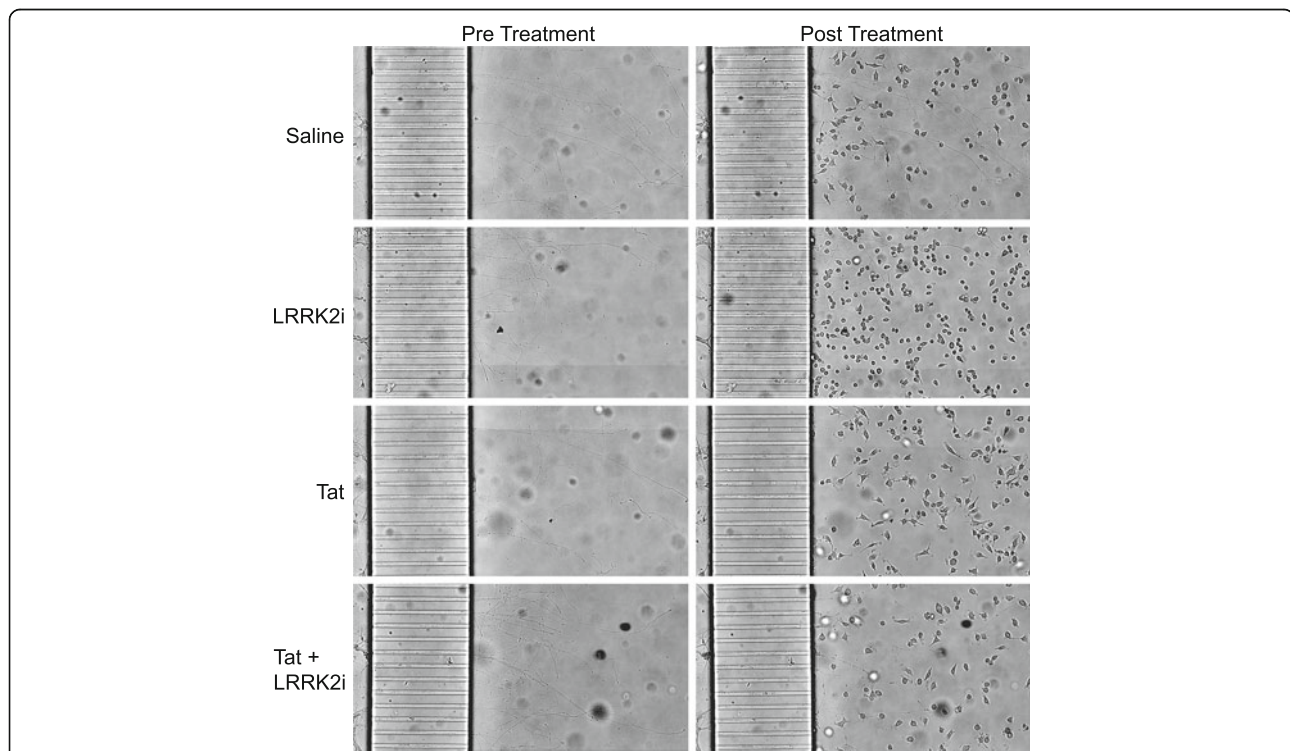 Pre Treatment Post Treatment
Saline
LRRK2i
Tat
Tat +
LRRK2i